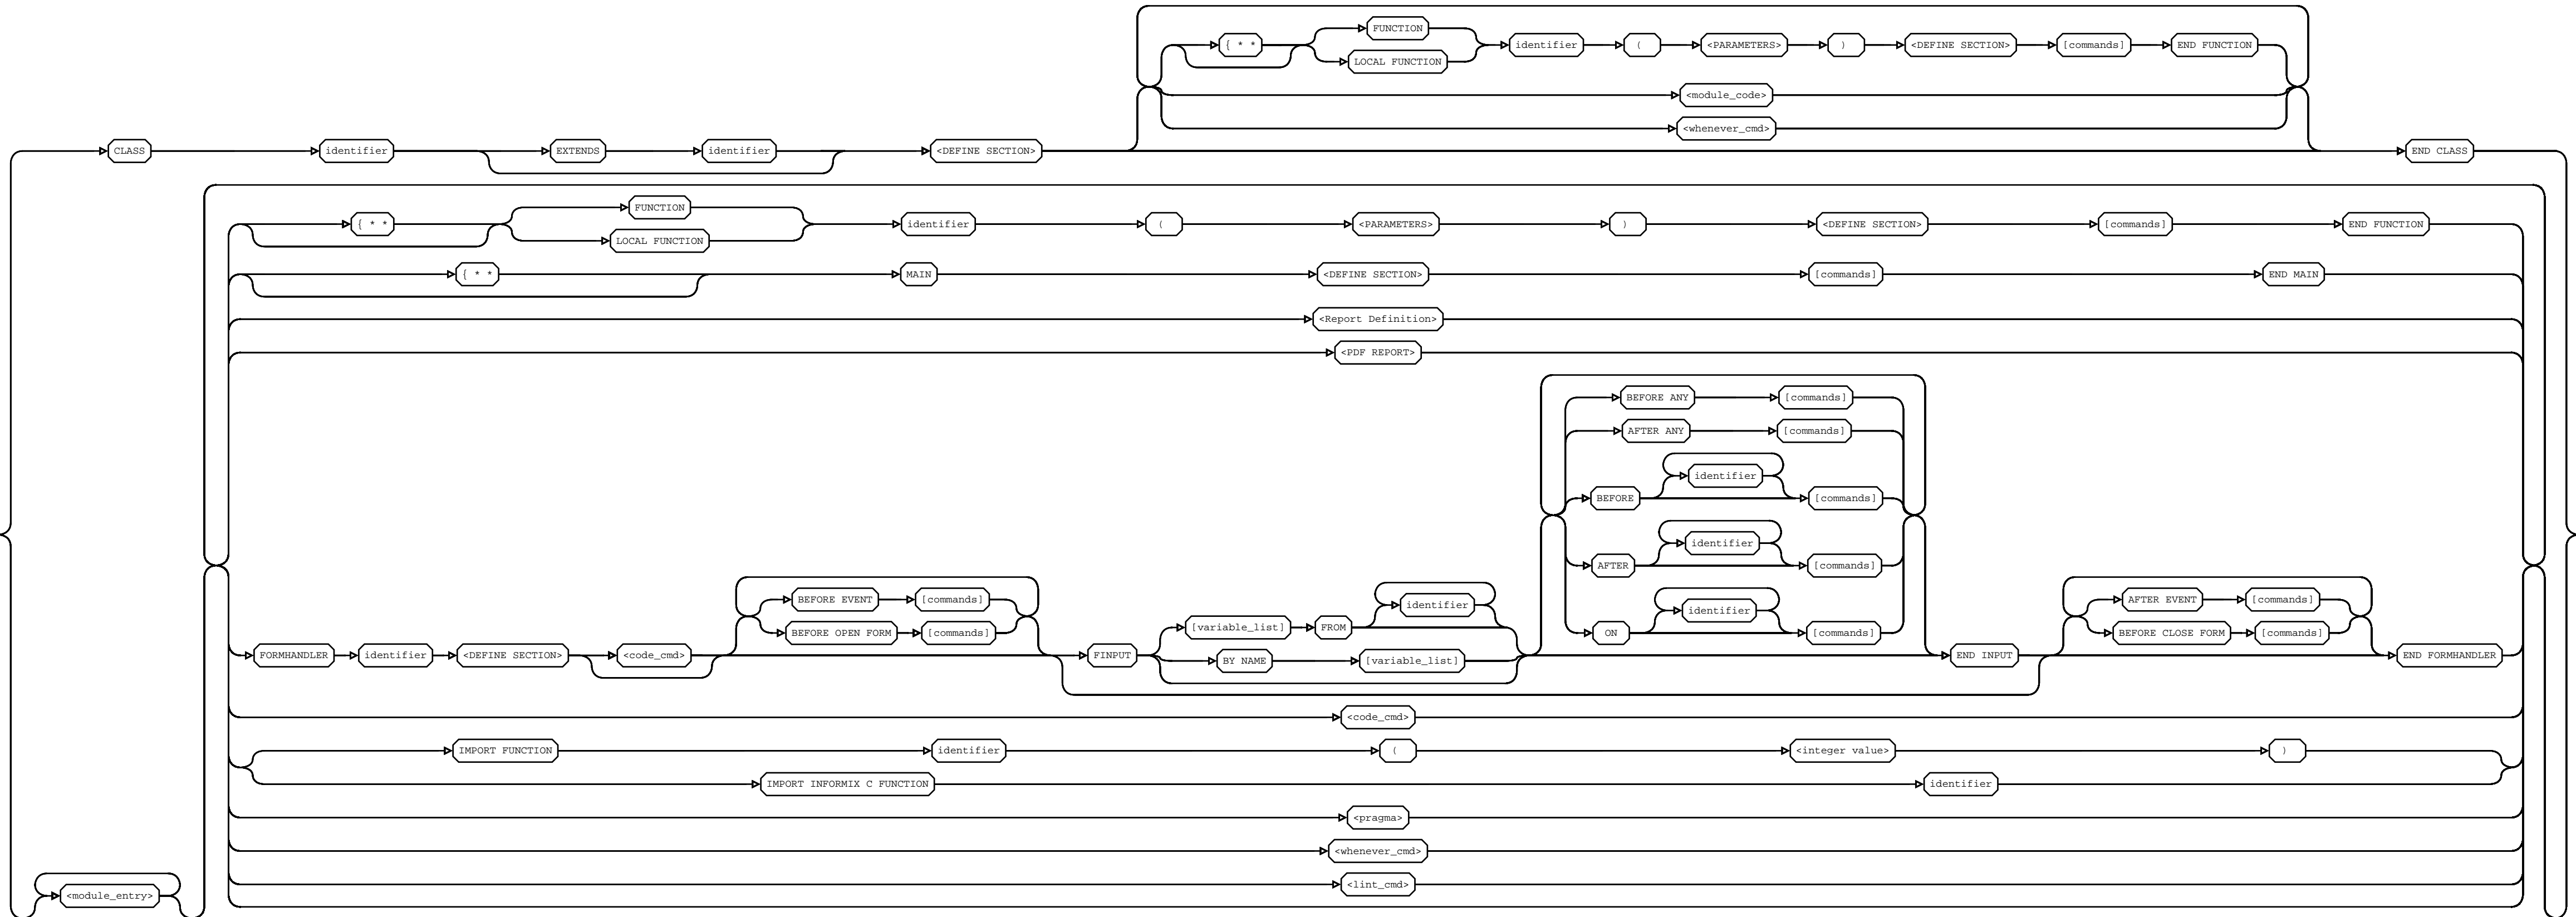 FUNCTION
{ * * identifier ( <PARAMETERS> ) <DEFINE SECTION> [commands] END FUNCTION
LOCAL FUNCTION
<module_code>
<whenever_cmd>
CLASS identifier EXTENDS identifier <DEFINE SECTION> END CLASS
FUNCTION
{ * * identifier ( <PARAMETERS> ) <DEFINE SECTION> [commands] END FUNCTION
LOCAL FUNCTION
{ * * MAIN <DEFINE SECTION> [commands] END MAIN
<Report Definition>
<PDF REPORT>
BEFORE ANY [commands]
AFTER ANY [commands]
identifier
BEFORE [commands]
identifier
AFTER [commands]
BEFORE EVENT [commands] identifier identifier AFTER EVENT [commands]
[variable_list] FROM
BEFORE OPEN FORM [commands] ON [commands] BEFORE CLOSE FORM [commands]
FORMHANDLER identifier <DEFINE SECTION> <code_cmd> FINPUT BY NAME [variable_list] END INPUT END FORMHANDLER
<code_cmd>
IMPORT FUNCTION identifier ( <integer value> )
IMPORT INFORMIX C FUNCTION identifier
<pragma>
<whenever_cmd>
<lint_cmd>
<module_entry>